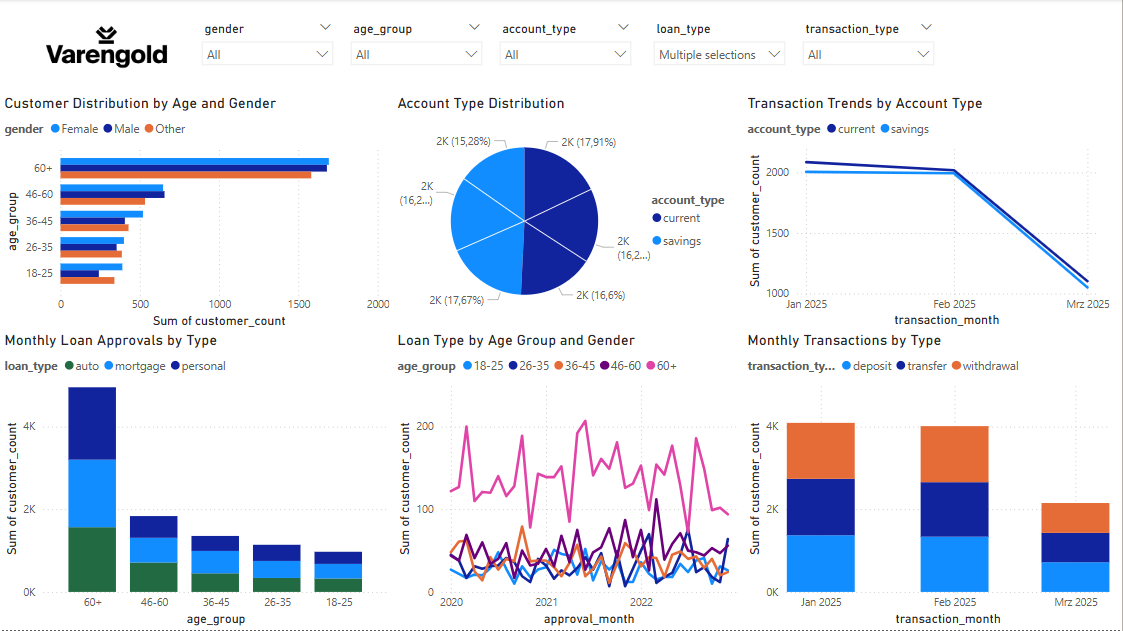 Varengold
gender
All
age_group
All
account_type
All
loan_type
Multiple selections
transaction_type
All
Customer Distribution by Age and Gender
gender Female Male Other
age_group
60+
46-60
36-45
26-35
18-25
0 500 1000 1500 2000
Sum of customer_count
Account Type Distribution
2K (15,28%)
2K (17,91%)
2K
(16,2...)
2K
(16,2...)
2K (17,67%)
2K (16,6%)
account_type
current
savings
Transaction Trends by Account Type
account_type current savings
Sum of customer_count
2000
1500
1000
Jan 2025 Feb 2025 Mrz 2025
transaction_month
Monthly Loan Approvals by Type
loan_type auto mortgage personal
Sum of customer_count
4K
2K
0K
60+ 46-60 36-45 26-35 18-25
age_group
Loan Type by Age Group and Gender
age_group 18-25 26-35 36-45 46-60 60+
Sum of customer_count
200
100
0
2020 2021 2022
approval_month
Monthly Transactions by Type
transaction_ty... deposit transfer withdrawal
Sum of customer_count
4K
2K
0K
Jan 2025 Feb 2025 Mrz 2025
transaction_month